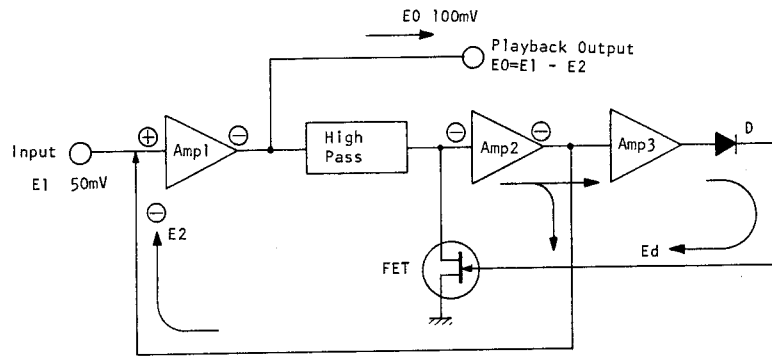 E0 100mV
Playback Output
E0=E1 - E2
Input
E1 50mV
⊕
Amp1
⊖
High
Pass
⊖
Amp2
⊖
Amp3
D
⊖
E2
FET
Ed